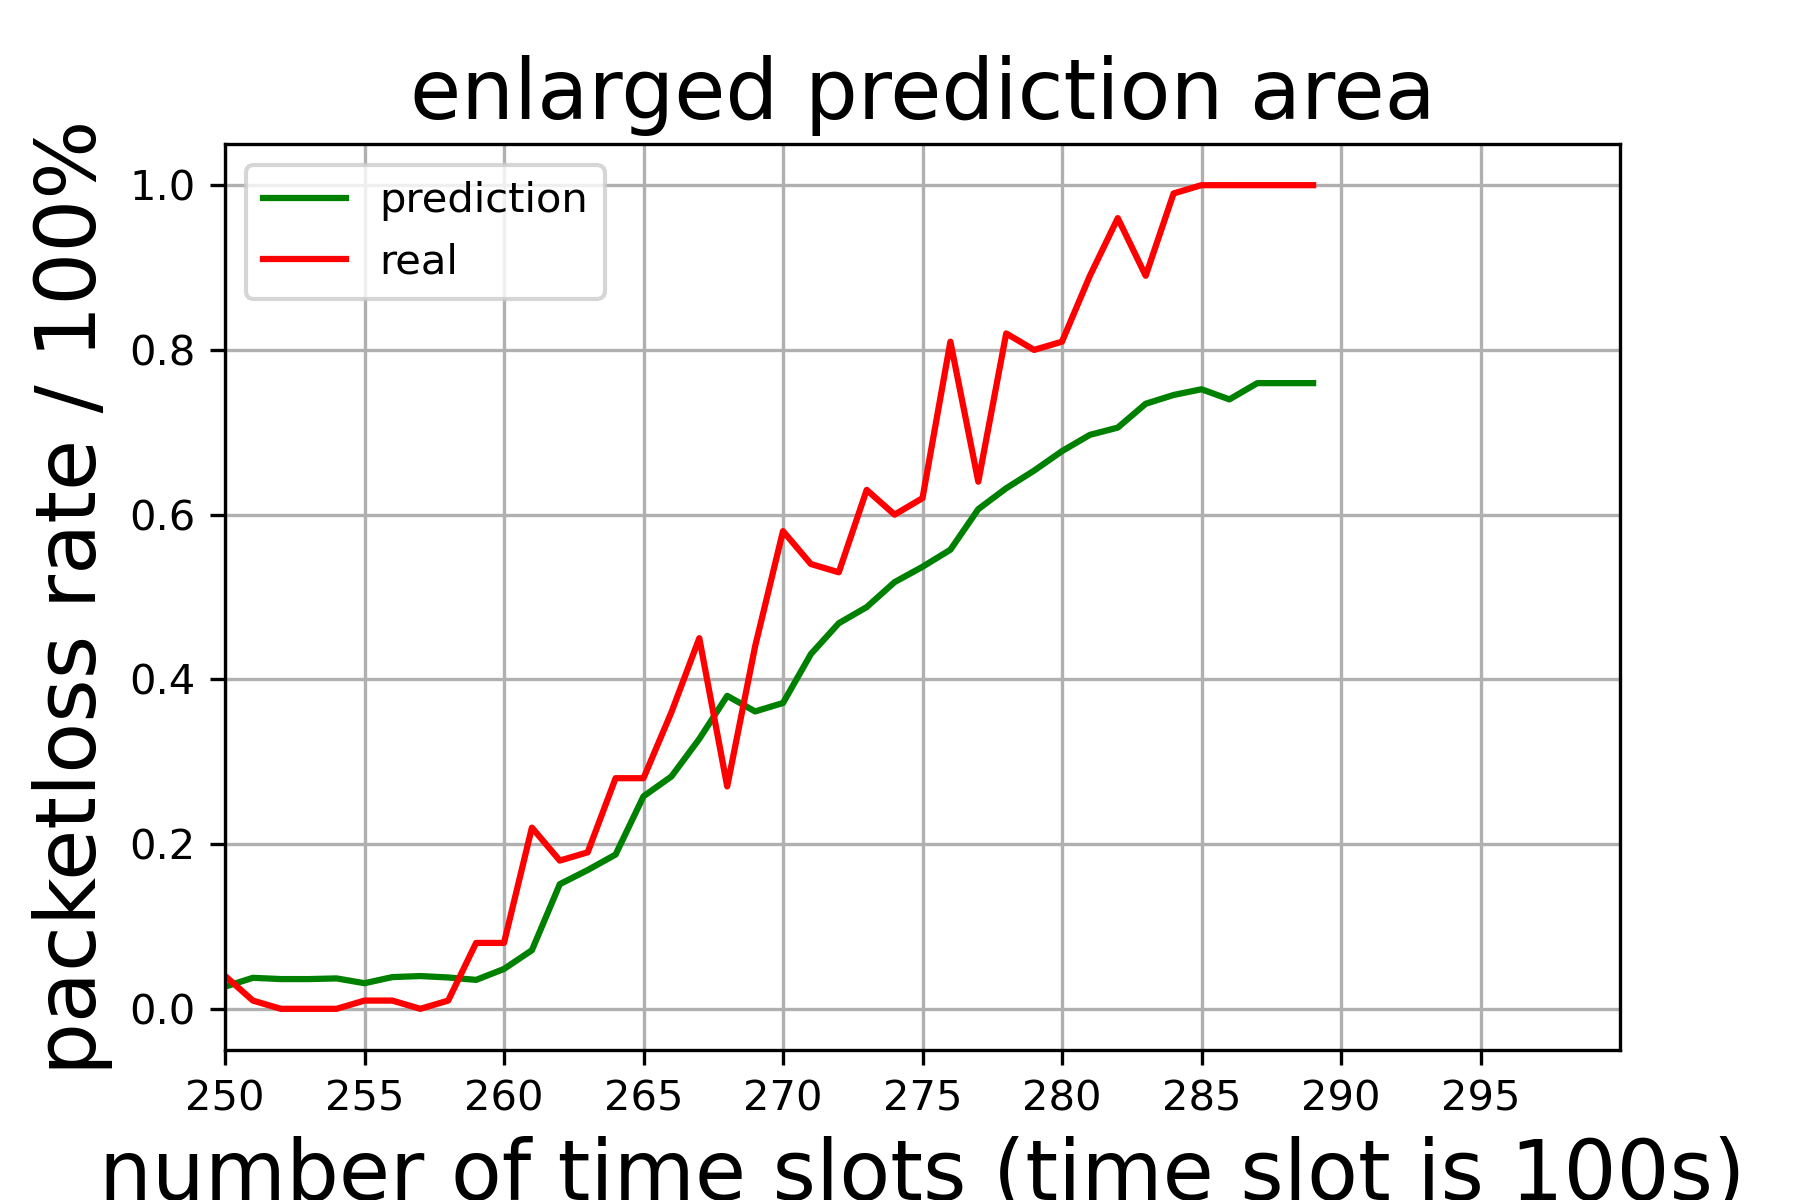 enlarged prediction area
packetloss rate / 100%
prediction
real
1.0
0.8
0.6
0.4
0.2
0.0
250 255 260 265 270 275 280 285 290 295
number of time slots (time slot is 100s)